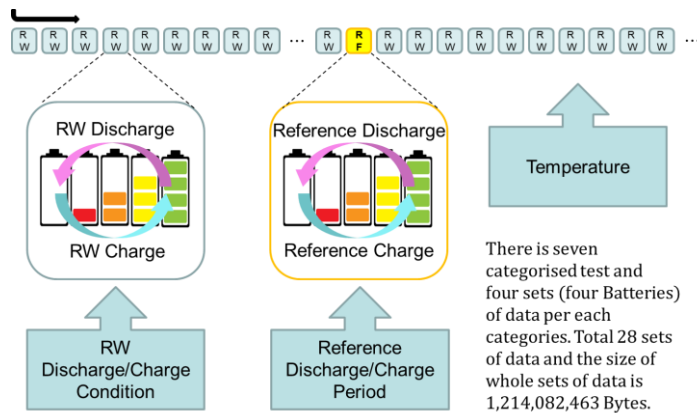 R R R R R R R R R ... R R R R R R R R R R R R ...
W W W W W W W W W W F W W W W W W W W W W
RW Discharge
RW Charge
RW
Discharge/Charge
Condition
Reference Discharge
Reference Charge
Reference
Discharge/Charge
Period
Temperature
There is seven
categorised test and
four sets (four Batteries)
of data per each
categories. Total 28 sets
of data and the size of
whole sets of data is
1,214,082,463 Bytes.